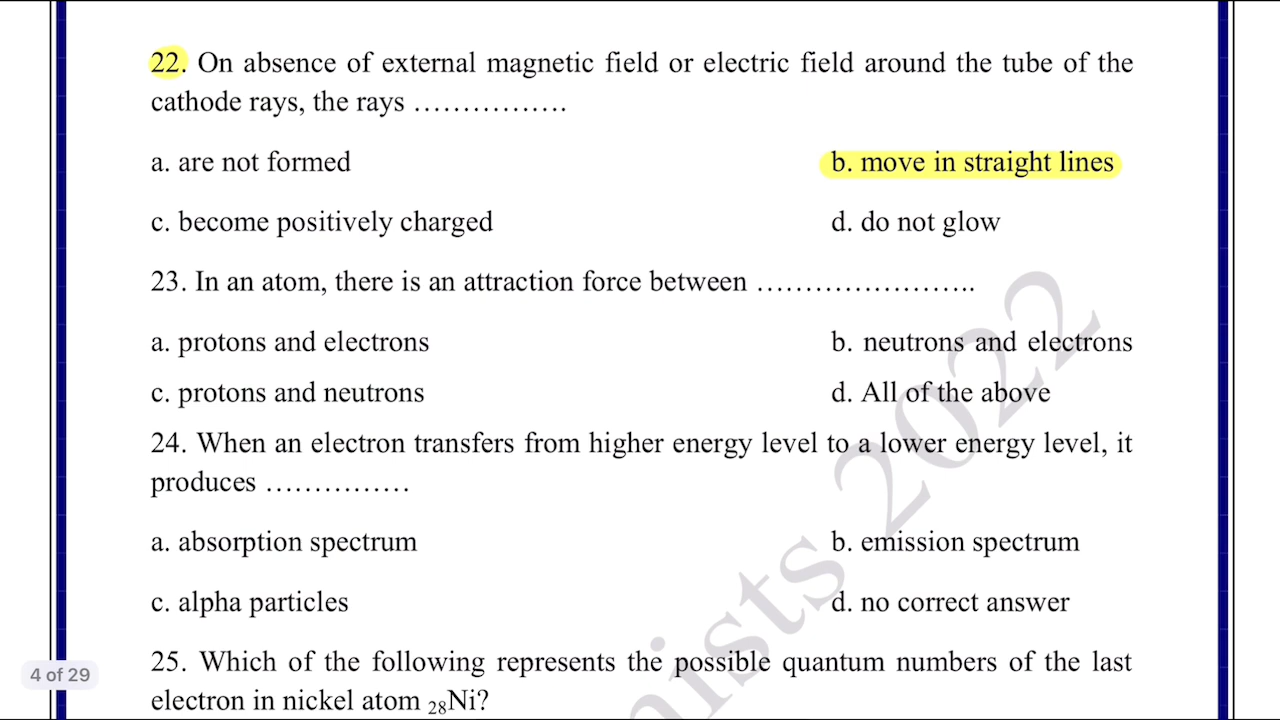 22. On absence of external magnetic field or electric field around the tube of the
cathode rays, the rays …………….
a. are not formed
b. move in straight lines
c. become positively charged
d. do not glow
23. In an atom, there is an attraction force between …………………..
a. protons and electrons
b. neutrons and electrons
c. protons and neutrons
d. All of the above
24. When an electron transfers from higher energy level to a lower energy level, it
produces ……………
a. absorption spectrum
b. emission spectrum
c. alpha particles
d. no correct answer
25. Which of the following represents the possible quantum numbers of the last
electron in nickel atom ₂₈Ni?
4 of 29
2022